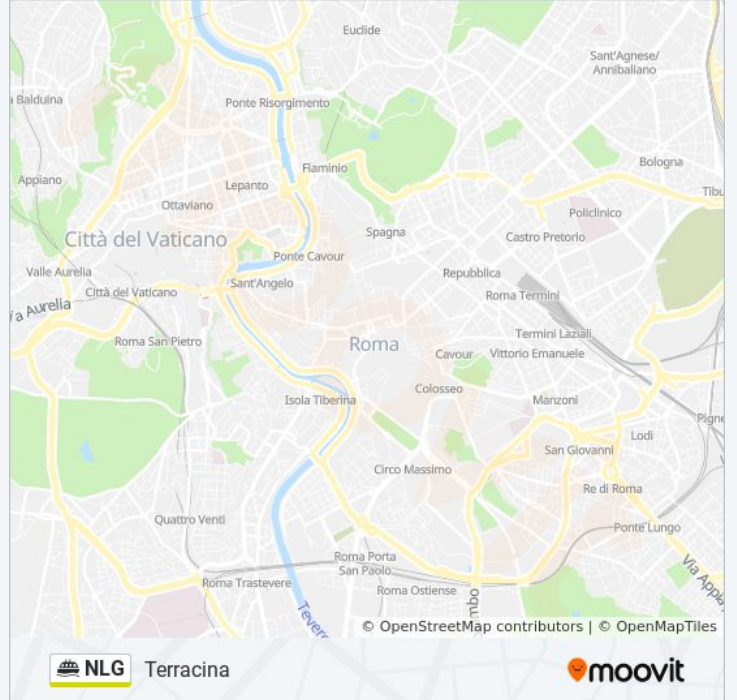 Euclide
Sant'Agnese/
Annibaliano
a Balduina
Ponte Risorgimento
Flaminio
Bologna
Appiano
Lepanto
Tibu
Ottaviano
Policlinico
Spagna
Castro Pretorio
Città del Vaticano
Ponte Cavour
Valle Aurelia
Repubblica
Sant'Angelo
Città del Vaticano
Roma Termini
a Aurelia
Termini Laziali
Roma San Pietro
Roma
Cavour
Vittorio Emanuele
Colosseo
Isola Tiberina
Manzoni
Pigne
Lodi
San Giovanni
Circo Massimo
Re di Roma
Quattro Venti
Ponte Lungo
Roma Porta
San Paolo
Via Appia
Roma Trastevere
Roma Ostiense
mbo
Tevere
© OpenStreetMap contributors | © OpenMapTiles
NLG
Terracina
moovit